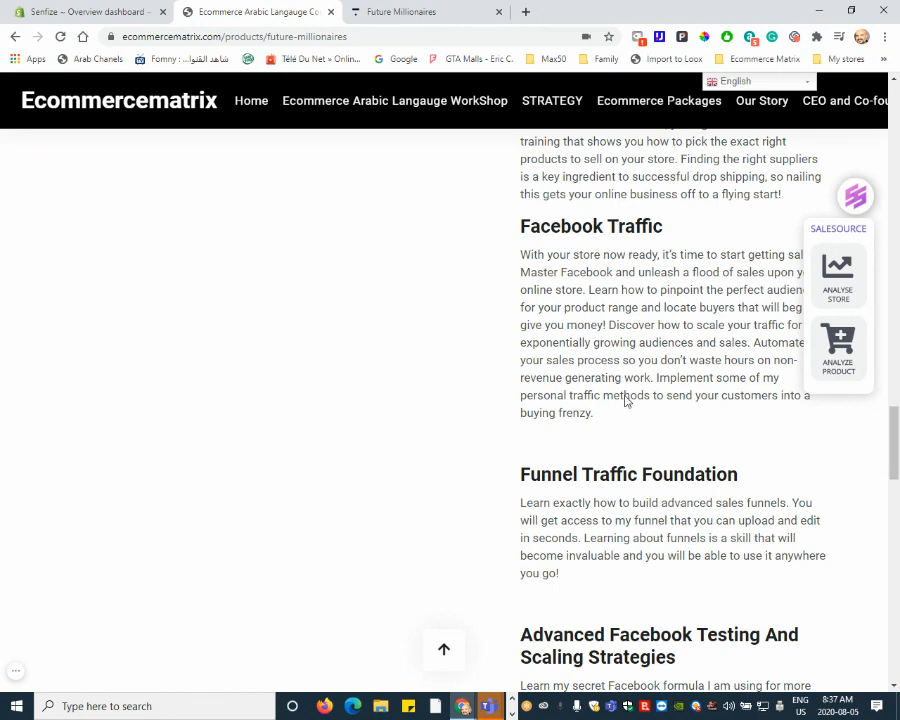 Senfize ~ Overview dashboard ~
Ecommerce Arabic Langauge Co
Future Millionaires
ecommercematrix.com/products/future-millionaires
Apps
Arab Chanels
Fomny : شاهد القنوا...
Télé Du Net » Onlin...
Google
GTA Malls - Eric C.
Max50
Family
Import to Loox
Ecommerce Matrix
My stores
English
Ecommercematrix
Home
Ecommerce Arabic Langauge WorkShop
STRATEGY
Ecommerce Packages
Our Story
CEO and Co-fou
training that shows you how to pick the exact right
products to sell on your store. Finding the right suppliers
is a key ingredient to successful drop shipping, so nailing
this gets your online business off to a flying start!
Facebook Traffic
With your store now ready, it's time to start getting sal
Master Facebook and unleash a flood of sales upon y
online store. Learn how to pinpoint the perfect audien
for your product range and locate buyers that will beg
give you money! Discover how to scale your traffic for
exponentially growing audiences and sales. Automate
your sales process so you don't waste hours on non-
revenue generating work. Implement some of my
personal traffic methods to send your customers into a
buying frenzy.
SALESOURCE
ANALYSE
STORE
ANALYZE
PRODUCT
Funnel Traffic Foundation
Learn exactly how to build advanced sales funnels. You
will get access to my funnel that you can upload and edit
in seconds. Learning about funnels is a skill that will
become invaluable and you will be able to use it anywhere
you go!
Advanced Facebook Testing And
Scaling Strategies
Learn my secret Facebook formula I am using for more
Type here to search
ENG
US
8:37 AM
2020-08-05